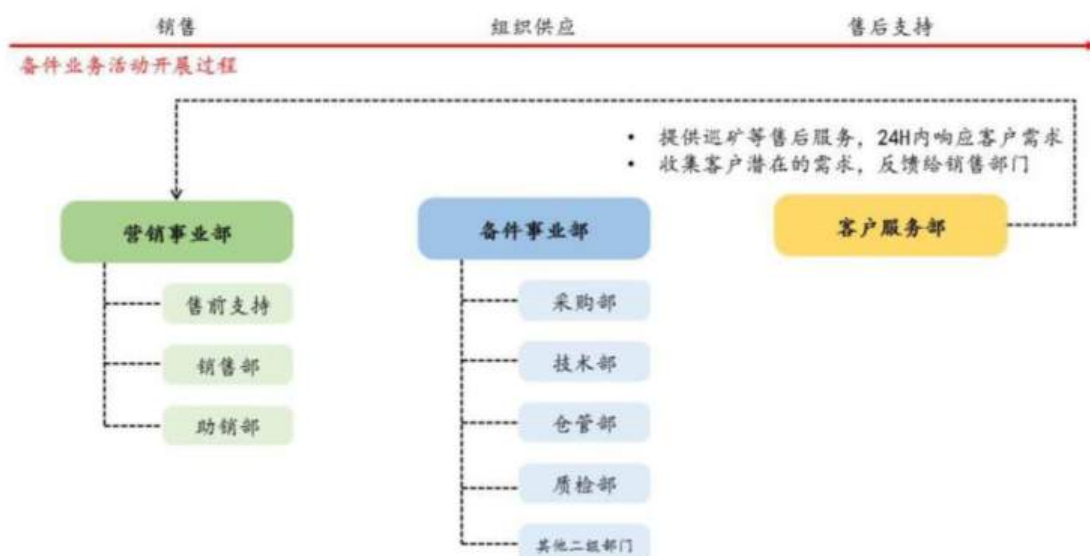 销售 组织供应 售后支持
备件业务活动开展过程
• 提供巡矿等售后服务，24H内响应客户需求
• 收集客户潜在的需求，反馈给销售部门
营销事业部 备件事业部 客户服务部
售前支持 采购部
销售部 技术部
助销部 仓管部
质检部
其他二级部门